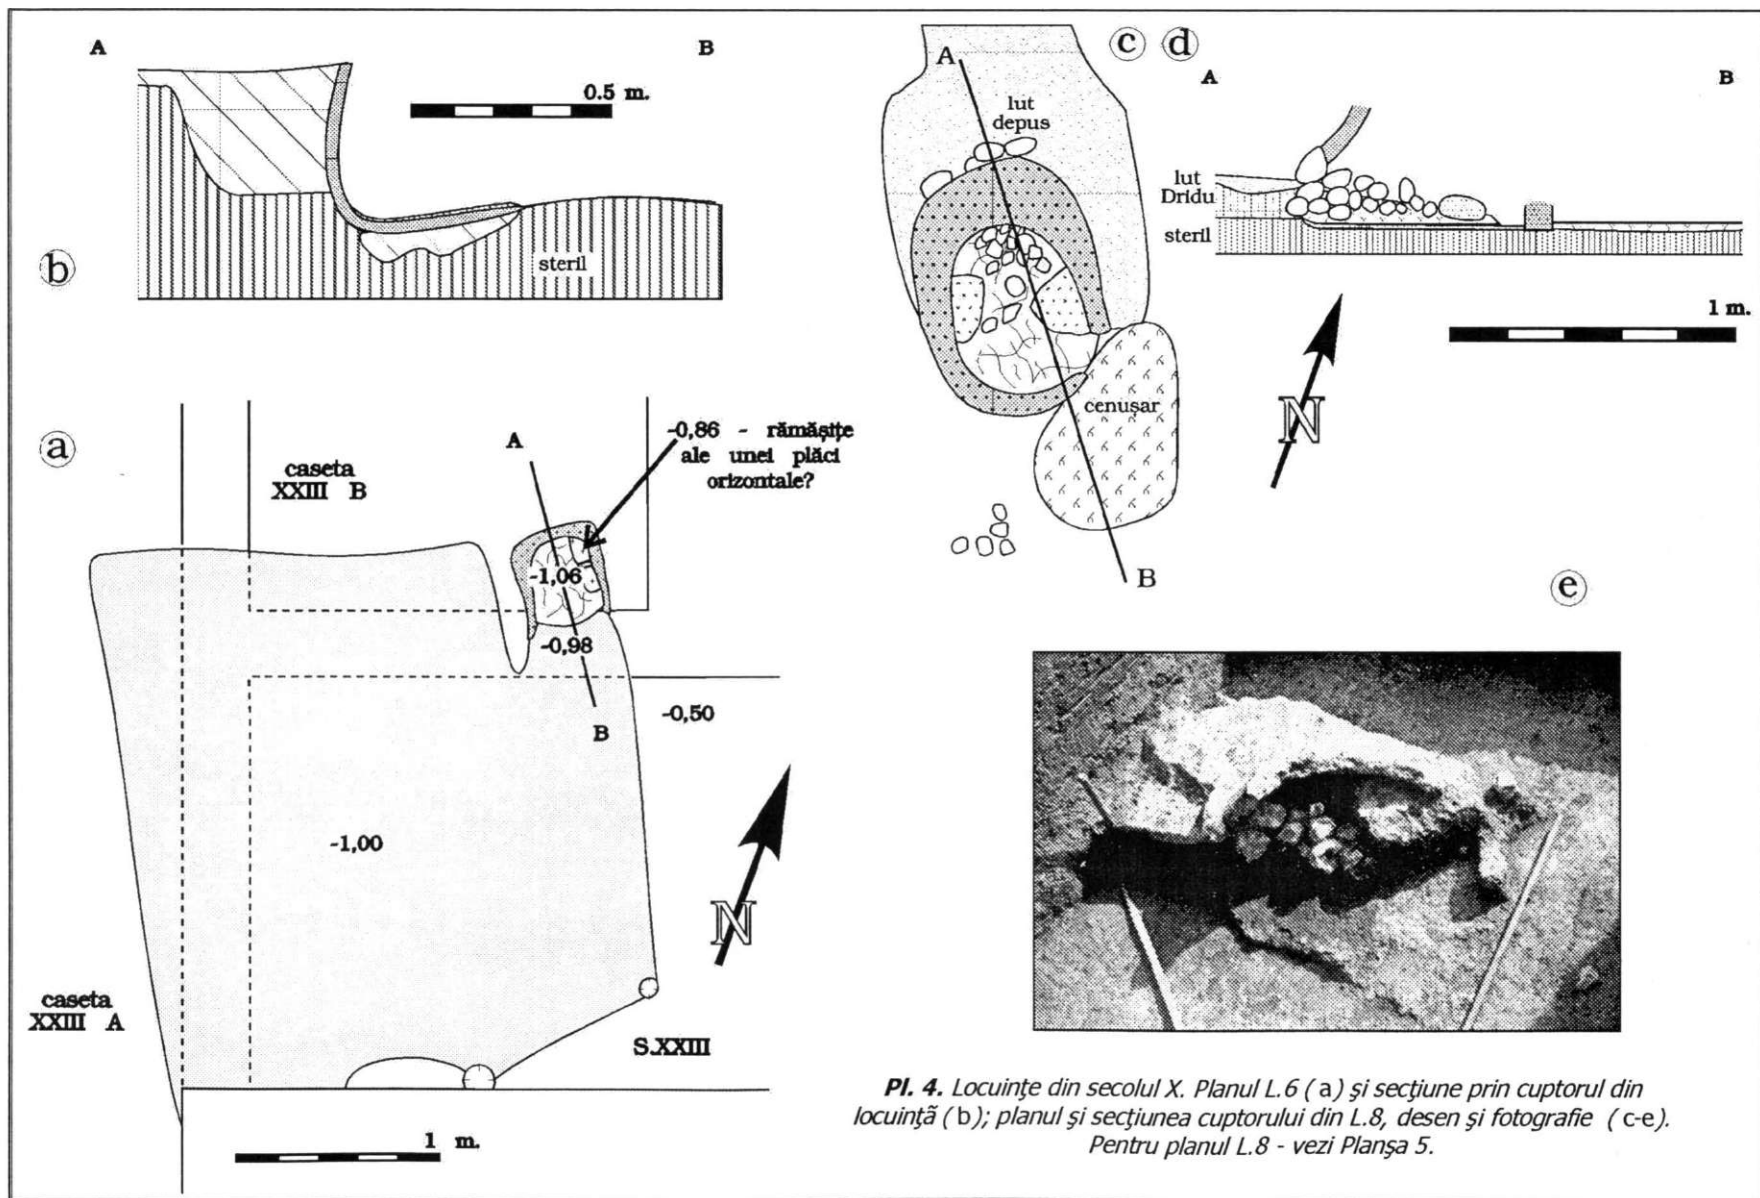 A
B
0.5 m.
steril
b
c d
A
lut
depus
cenuşar
B
A
B
lut
Dridu
steril
1 m.
N
a
caseta
XXIII B
A
-0,86 - rămăşiţe
ale unei plăci
orizontale?
-1,06
-0,98
B
-0,50
-1,00
N
caseta
XXIII A
S.XXIII
1 m.
e
Pl. 4. Locuinţe din secolul X. Planul L.6 (a) şi secţiune prin cuptorul din
locuinţã (b); planul şi secţiunea cuptorului din L.8, desen şi fotografie (c-e).
Pentru planul L.8 - vezi Planşa 5.